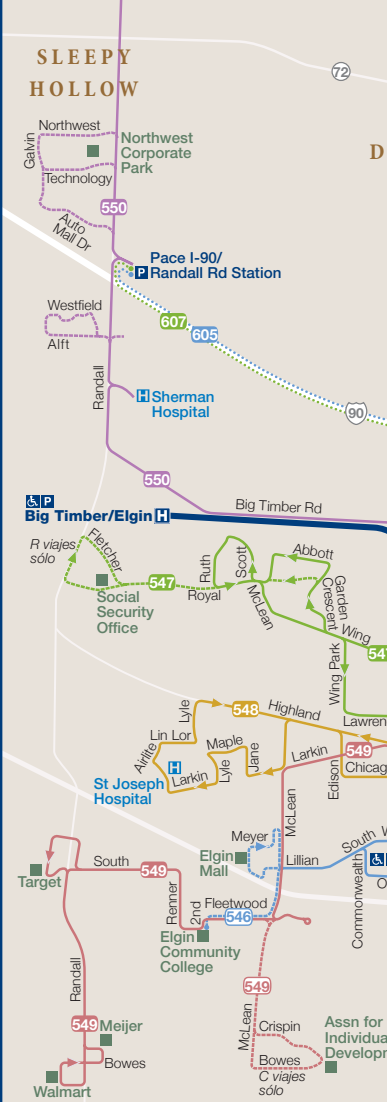 SLEEPY
HOLLOW
72
D
Northwest
Galvin
Northwest
Corporate
Park
Technology
550
Auto
Mall Dr
P
Pace I-90/
Randall Rd Station
Westfield
607
605
Alft
Randall
90
H Sherman
Hospital
550
P
Big Timber/Elgin H
Big Timber Rd
R viajes
sólo
Fletcher
Ruth
Scott
Abbott
547
Royal
McLean
Garden
Crescent
Social
Security
Office
Wing
547
Wing Park
Lyle
548
Highland
Lawren
Lin Lor
Airlite
Maple
Jane
Larkin
549
H
Larkin
Lyle
Edison
Chicag
St Joseph
Hospital
McLean
Meyer
South
Elgin
Mall
Lillian
Commonwealth
Target
South
549
Renner
2nd
Fleetwood
546
Elgin
Community
College
Randall
549
McLean
549
Meijer
Crispin
Assn for
Individua
Developm
Bowes
Bowes
C viajes
sólo
Walmart